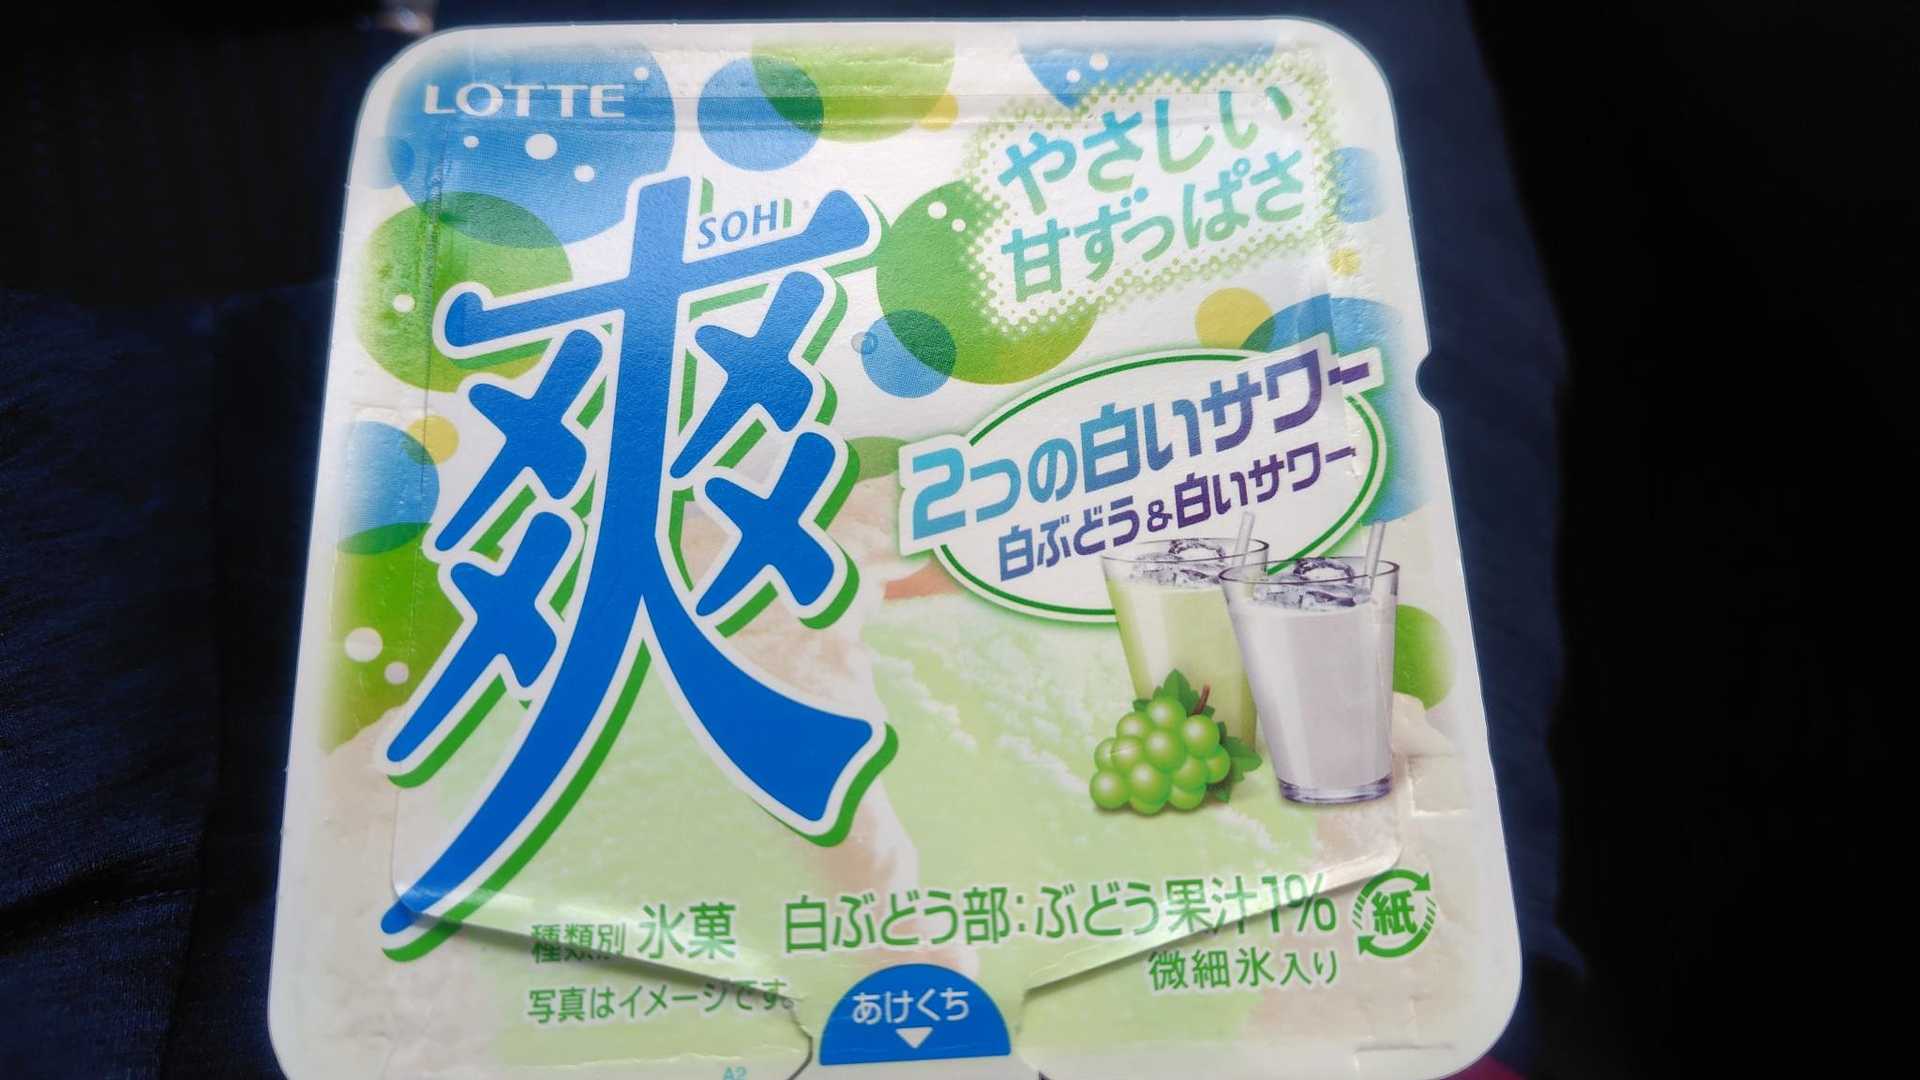 LOTTE
やさしい
甘ずっぱさ
SOHI
爽
2つの白いサワー
白ぶどう&白いサワー
種類別 氷菓 白ぶどう部:ぶどう果汁1%
紙
微細氷入り
写真はイメージです。
あけくち
A2